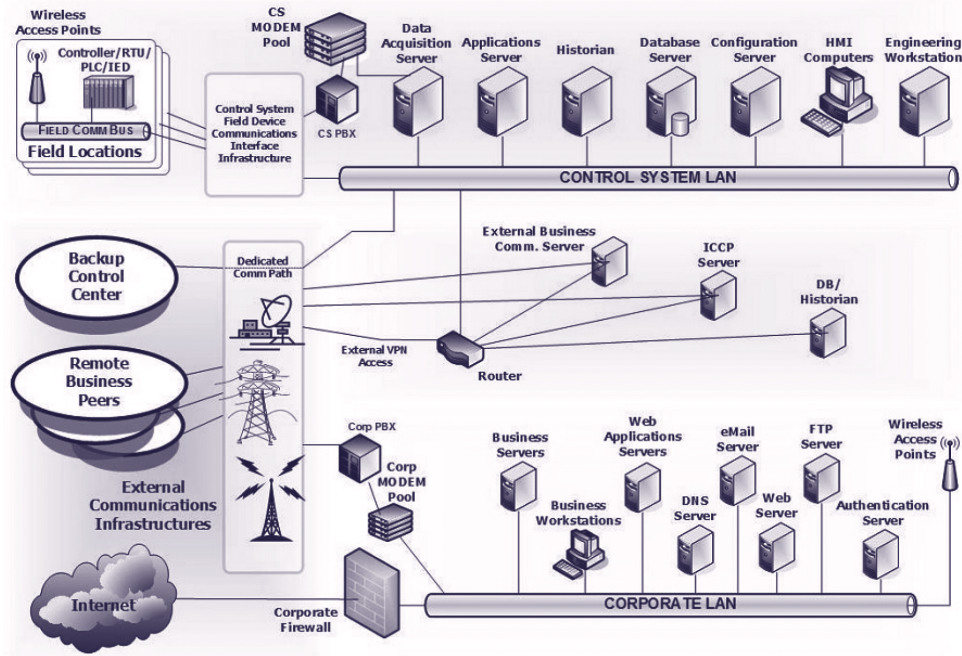 Wireless
Access Points
Controller/RTU/
PLC/IED
FIELD COMM BUS
Field Locations
Control System
Field Device
Communications
Interface
Infrastructure
CS
MODEM
Pool
CS PBX
Data
Acquisition
Server
Applications
Server
Historian
Database
Server
Configuration
Server
HMI
Computers
Engineering
Workstation
CONTROL SYSTEM LAN
Backup
Control
Center
Dedicated
Comm Path
External Business
Comm. Server
ICCP
Server
DB/
Historian
External VPN
Access
Router
Remote
Business
Peers
External
Communications
Infrastructures
Corp PBX
Corp
MODEM
Pool
Business
Servers
Business
Workstations
Web
Applications
Servers
DNS
Server
eMail
Server
Web
Server
FTP
Server
Authentication
Server
Wireless
Access
Points
Internet
Corporate
Firewall
CORPORATE LAN